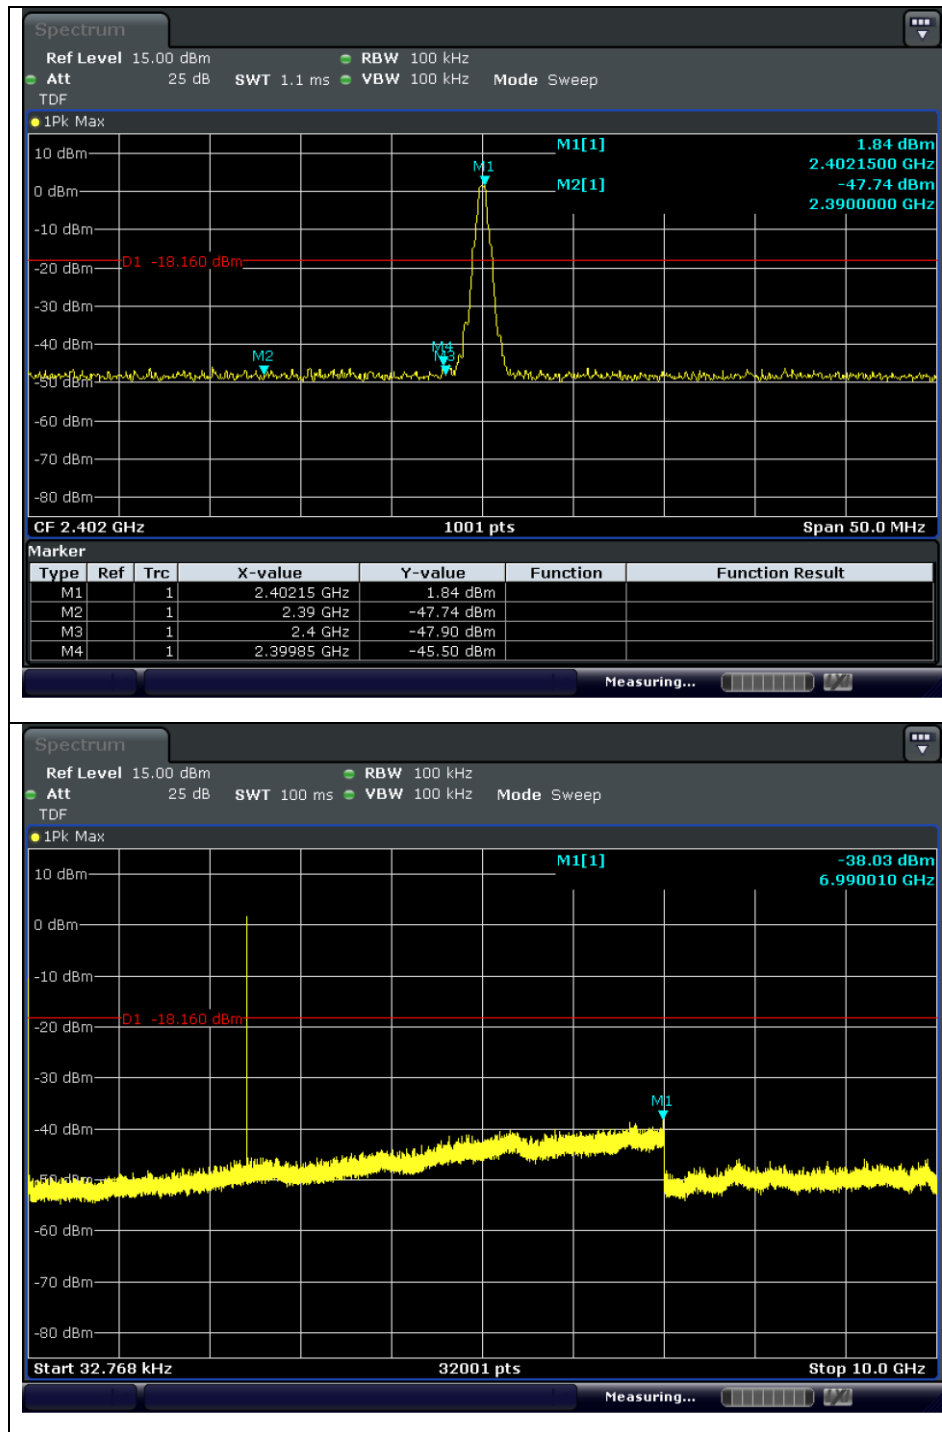 Spectrum
Ref Level 15.00 dBm RBW 100 kHz
Att 25 dB SWT 1.1 ms VBW 100 kHz Mode Sweep
TDF
1Pk Max
M1[1] 1.84 dBm
2.4021500 GHz
M2[1] -47.74 dBm
2.3900000 GHz
10 dBm
M1
0 dBm
-10 dBm
D1 -18.160 dBm
-20 dBm
-30 dBm
-40 dBm
M4
M2 M3
-50 dBm
-60 dBm
-70 dBm
-80 dBm
CF 2.402 GHz 1001 pts Span 50.0 MHz
Marker
Type Ref Trc X-value Y-value Function Function Result
M1 1 2.40215 GHz 1.84 dBm
M2 1 2.39 GHz -47.74 dBm
M3 1 2.4 GHz -47.90 dBm
M4 1 2.39985 GHz -45.50 dBm
Measuring...
Spectrum
Ref Level 15.00 dBm RBW 100 kHz
Att 25 dB SWT 100 ms VBW 100 kHz Mode Sweep
TDF
1Pk Max
M1[1] -38.03 dBm
6.990010 GHz
10 dBm
0 dBm
-10 dBm
D1 -18.160 dBm
-20 dBm
-30 dBm
M1
-40 dBm
-50 dBm
-60 dBm
-70 dBm
-80 dBm
Start 32.768 kHz 32001 pts Stop 10.0 GHz
Measuring...